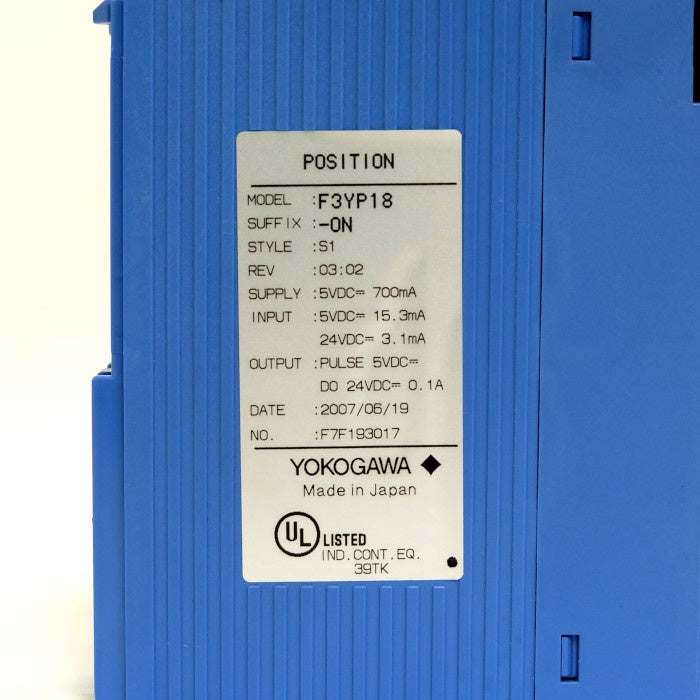 POSITION
MODEL :F3YP18
SUFFIX :-0N
STYLE :S1
REV :03:02
SUPPLY :5VDC⎓ 700mA
INPUT :5VDC⎓ 15.3mA
24VDC⎓ 3.1mA
OUTPUT :PULSE 5VDC⎓
DO 24VDC⎓ 0.1A
DATE :2007/06/19
NO. :F7F193017
YOKOGAWA ◆
Made in Japan
UL LISTED
IND.CONT.EQ.
39TK